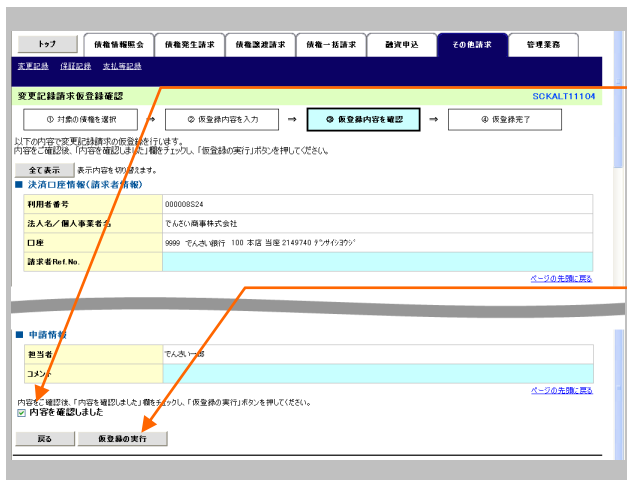 トップ 債権情報照会 債権発生請求 債権譲渡請求 債権一括請求 融資申込 その他請求 管理業務
変更記録 保証記録 支払等記録
変更記録請求仮登録確認 SCKALT11104
① 対象の債権を選択 ⇒ ② 仮登録内容を入力 ⇒ ③ 仮登録内容を確認 ⇒ ④ 仮登録完了
以下の内容で変更記録請求の仮登録を行います。
内容をご確認後、「内容を確認しました」欄をチェックし、「仮登録の実行」ボタンを押してください。
全て表示 表示内容を切り替えます。
■ 決済口座情報(請求者情報)
利用者番号 000008S24
法人名/個人事業者名 でんさい商事株式会社
口座 9999 でんさい銀行 100 本店 当座 2149740 デンサイシヨウジ
請求者Ref.No.
ページの先頭に戻る
■ 申請情報
担当者 でんさい一郎
コメント
ページの先頭に戻る
内容をご確認後、「内容を確認しました」欄をチェックし、「仮登録の実行」ボタンを押してください。
内容を確認しました
戻る 仮登録の実行